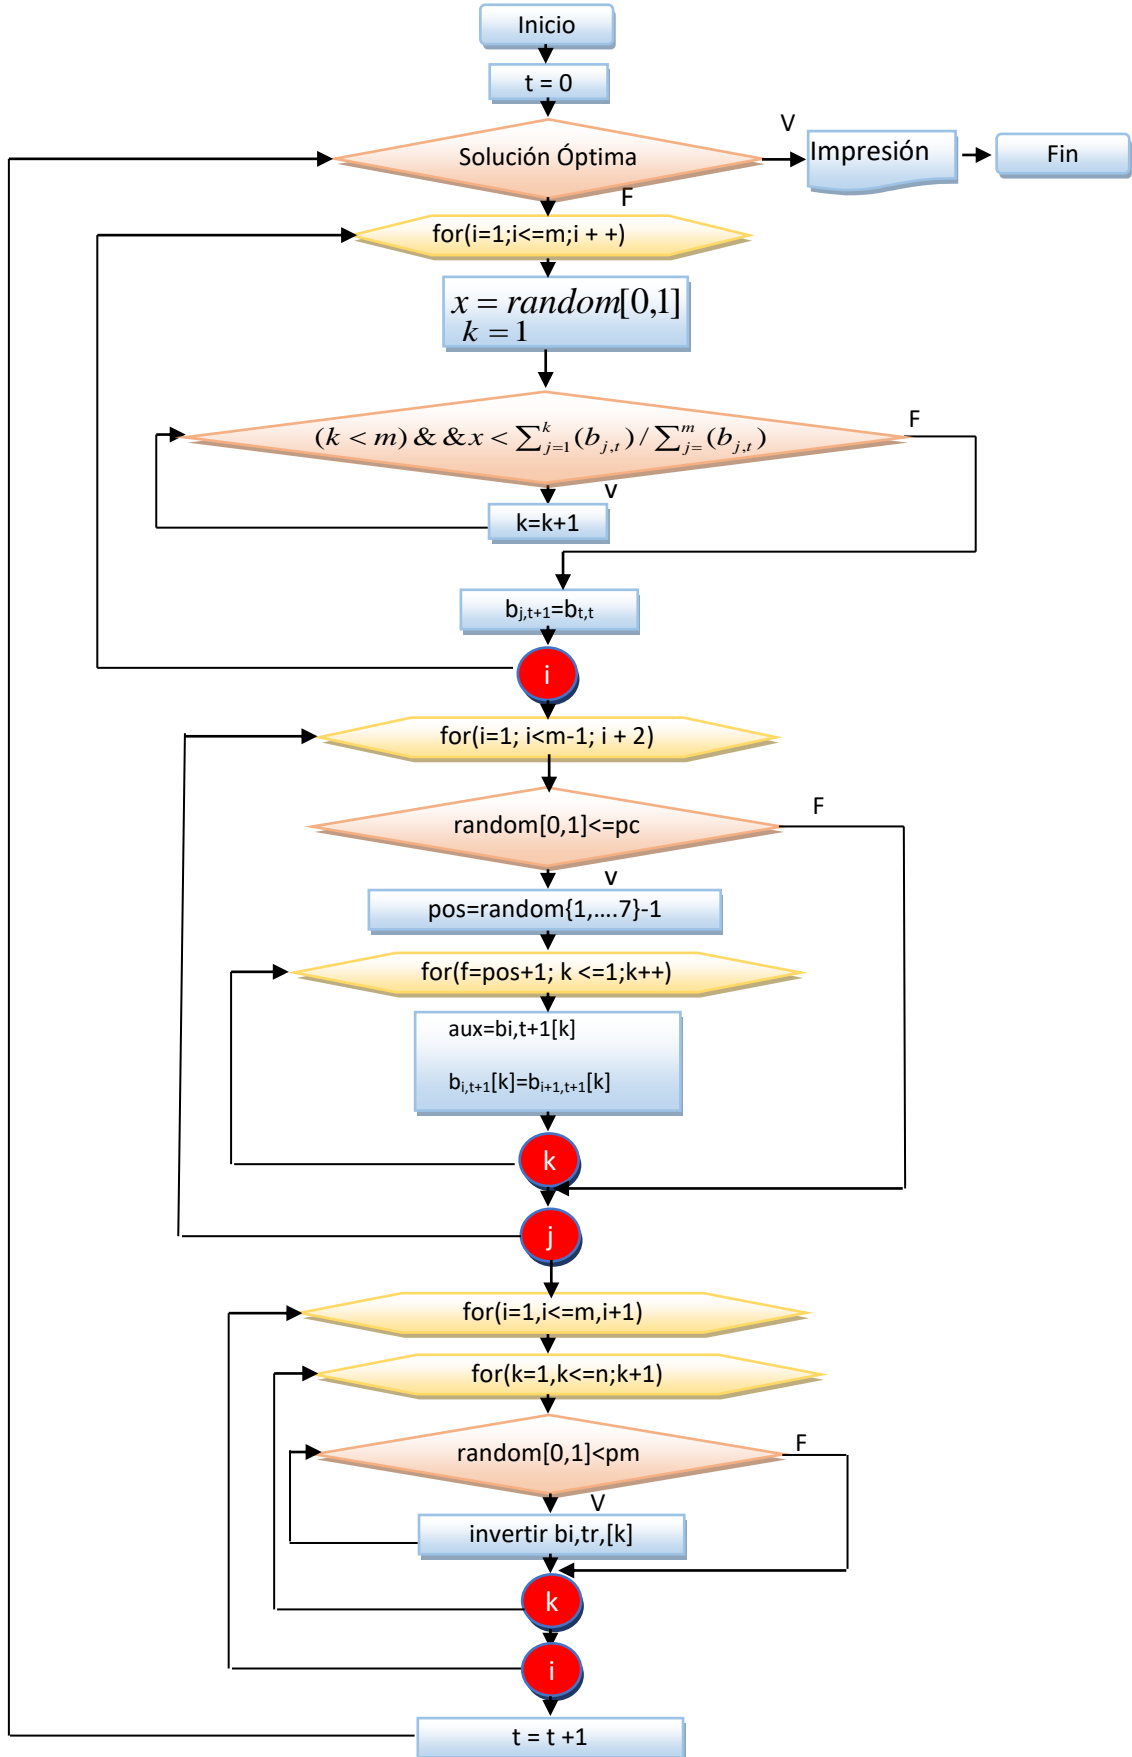 Inicio
t = 0
Solución Óptima
V
Impresión
Fin
F
for(i=1;i<=m;i + +)
x = random[0,1]
k = 1
(k < m) & & x < ∑_{j=1}^{k}(b_{j,t}) / ∑_{j=}^{m}(b_{j,t})
F
v
k=k+1
b_{j,t+1}=b_{t,t}
i
for(i=1; i<m-1; i + 2)
random[0,1]<=pc
F
v
pos=random{1,....7}-1
for(f=pos+1; k <=1;k++)
aux=bi,t+1[k]
b_{i,t+1}[k]=b_{i+1,t+1}[k]
k
j
for(i=1,i<=m,i+1)
for(k=1,k<=n;k+1)
random[0,1]<pm
F
V
invertir bi,tr,[k]
k
i
t = t +1